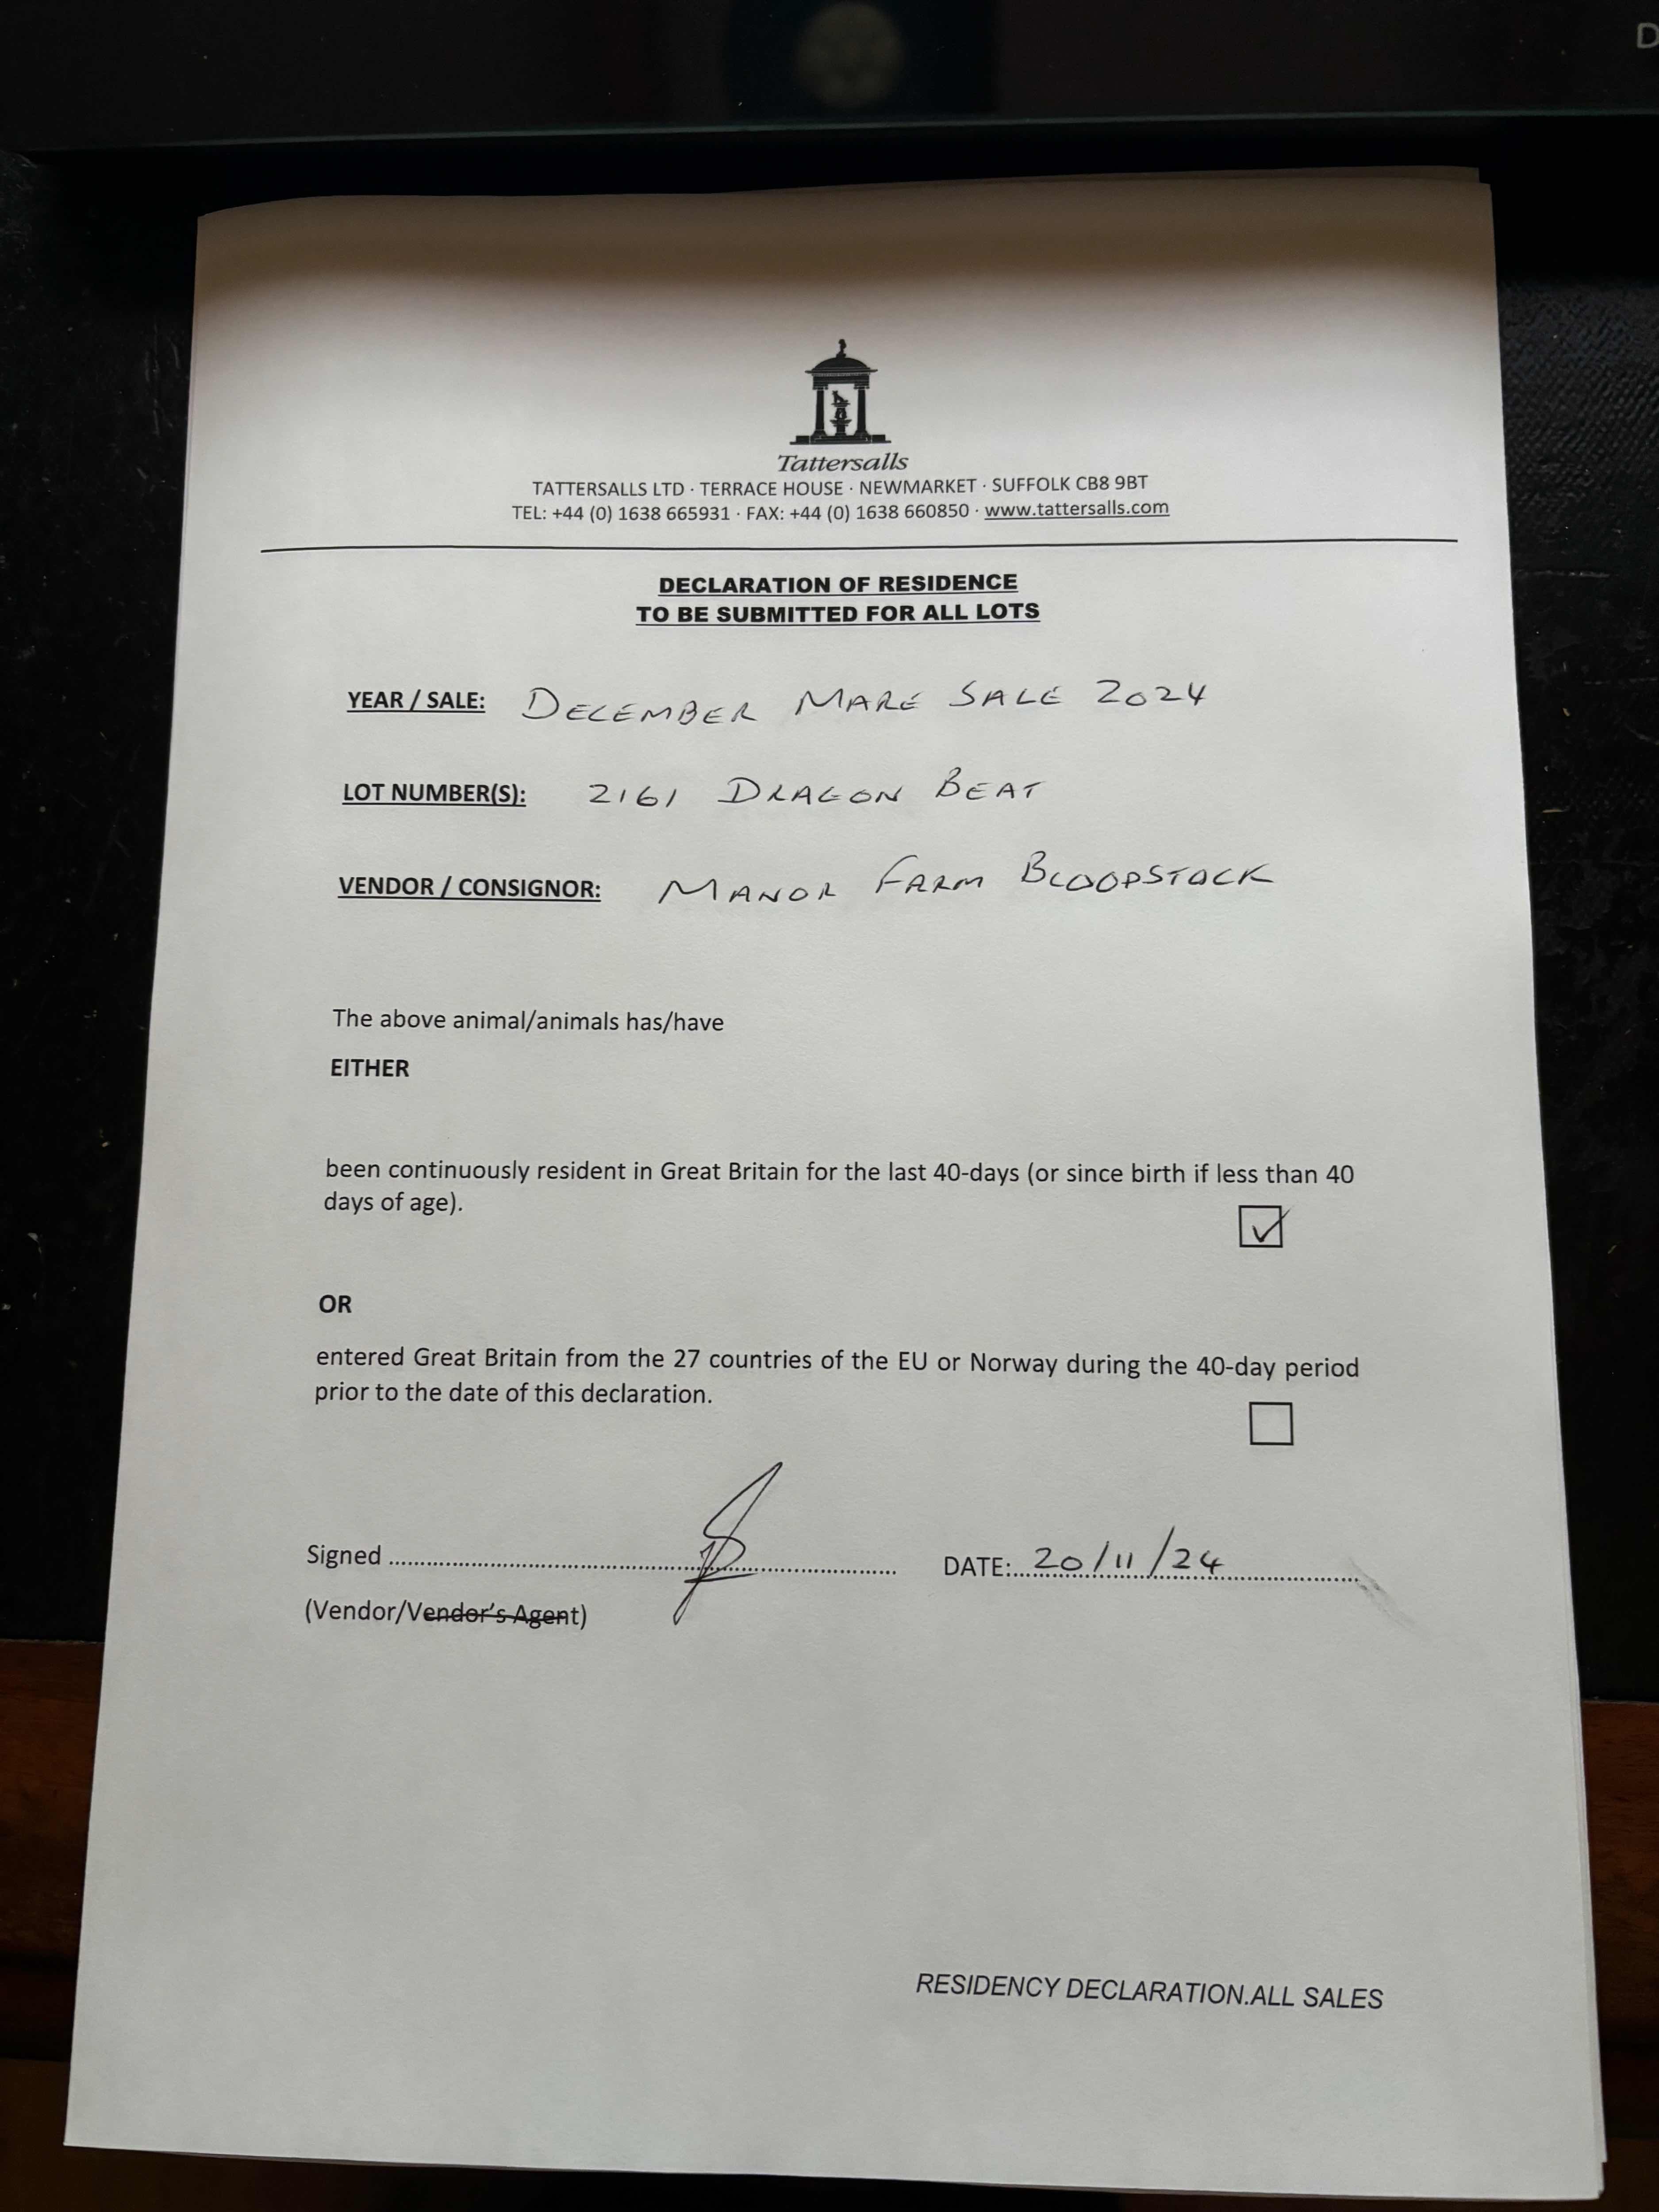 D
Tattersalls
TATTERSALLS LTD · TERRACE HOUSE · NEWMARKET · SUFFOLK CB8 9BT
TEL: +44 (0) 1638 665931 · FAX: +44 (0) 1638 660850 · www.tattersalls.com
DECLARATION OF RESIDENCE
TO BE SUBMITTED FOR ALL LOTS
YEAR / SALE: DECEMBER MARE SALE 2024
LOT NUMBER(S): 2161 DRAGON BEAT
VENDOR / CONSIGNOR: MANOR FARM BLOODSTOCK
The above animal/animals has/have
EITHER
been continuously resident in Great Britain for the last 40-days (or since birth if less than 40
days of age).
OR
entered Great Britain from the 27 countries of the EU or Norway during the 40-day period
prior to the date of this declaration.
Signed DATE: 20/11/24
(Vendor/Vendor's Agent)
RESIDENCY DECLARATION.ALL SALES